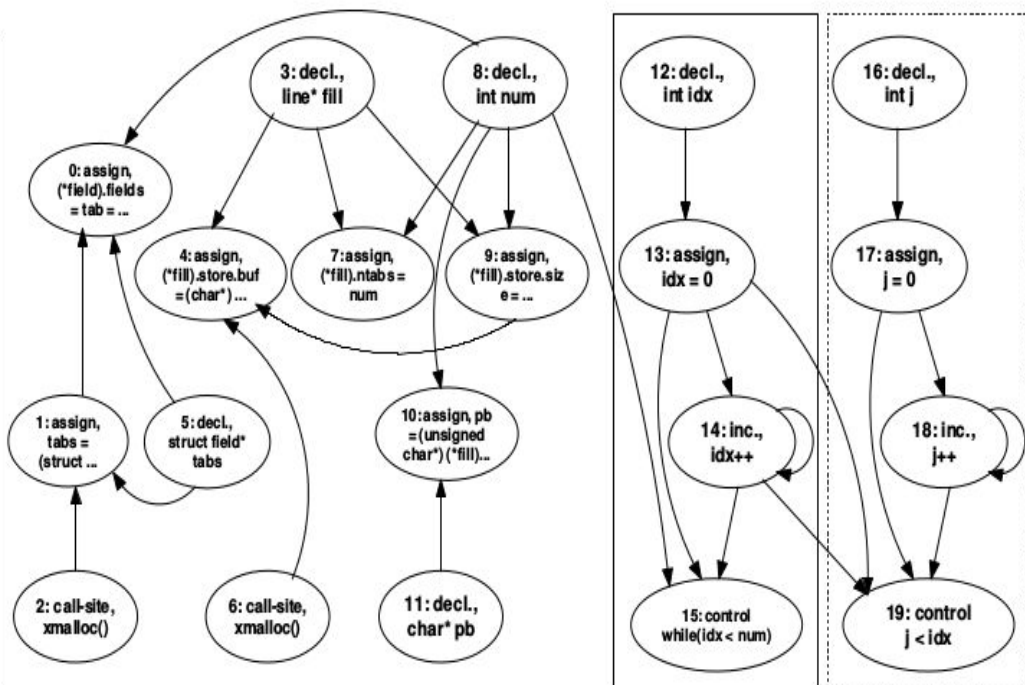 3: decl.,
line* fill
8: decl.,
int num
12: decl.,
int idx
16: decl.,
int j
0: assign,
(*field).fields
= tab = ...
4: assign,
(*fill).store.buf
= (char*) ...
7: assign,
(*fill).ntabs =
num
9: assign,
(*fill).store.siz
e = ...
13: assign,
idx = 0
17: assign,
j = 0
1: assign,
tabs =
(struct ...
5: decl.,
struct field*
tabs
10: assign, pb
= (unsigned
char*) (*fill)...
14: inc.,
idx++
18: inc.,
j++
2: call-site,
xmalloc()
6: call-site,
xmalloc()
11: decl.,
char* pb
15: control
while(idx < num)
19: control
j < idx